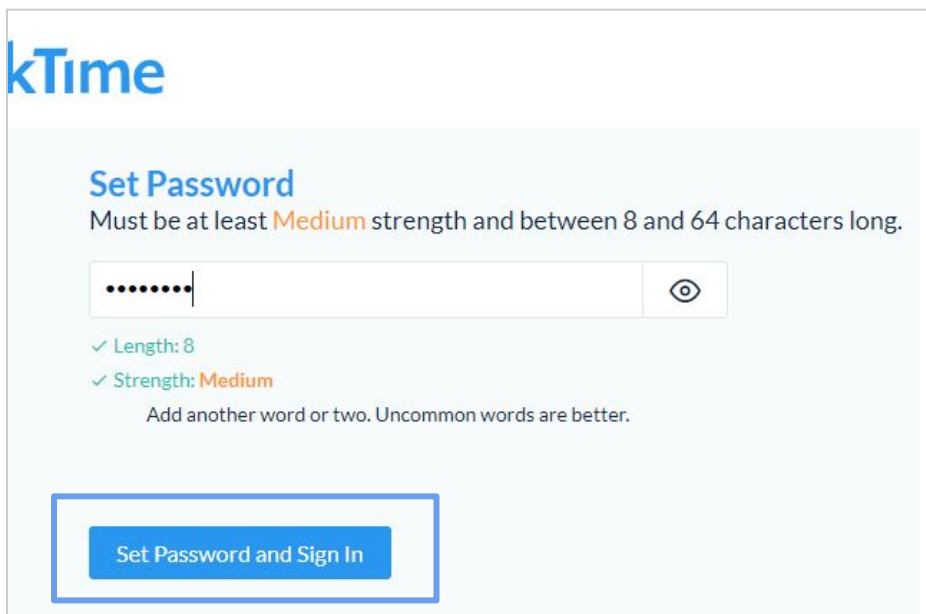 kTime
Set Password
Must be at least Medium strength and between 8 and 64 characters long.
••••••••
Length: 8
Strength: Medium
Add another word or two. Uncommon words are better.
Set Password and Sign In